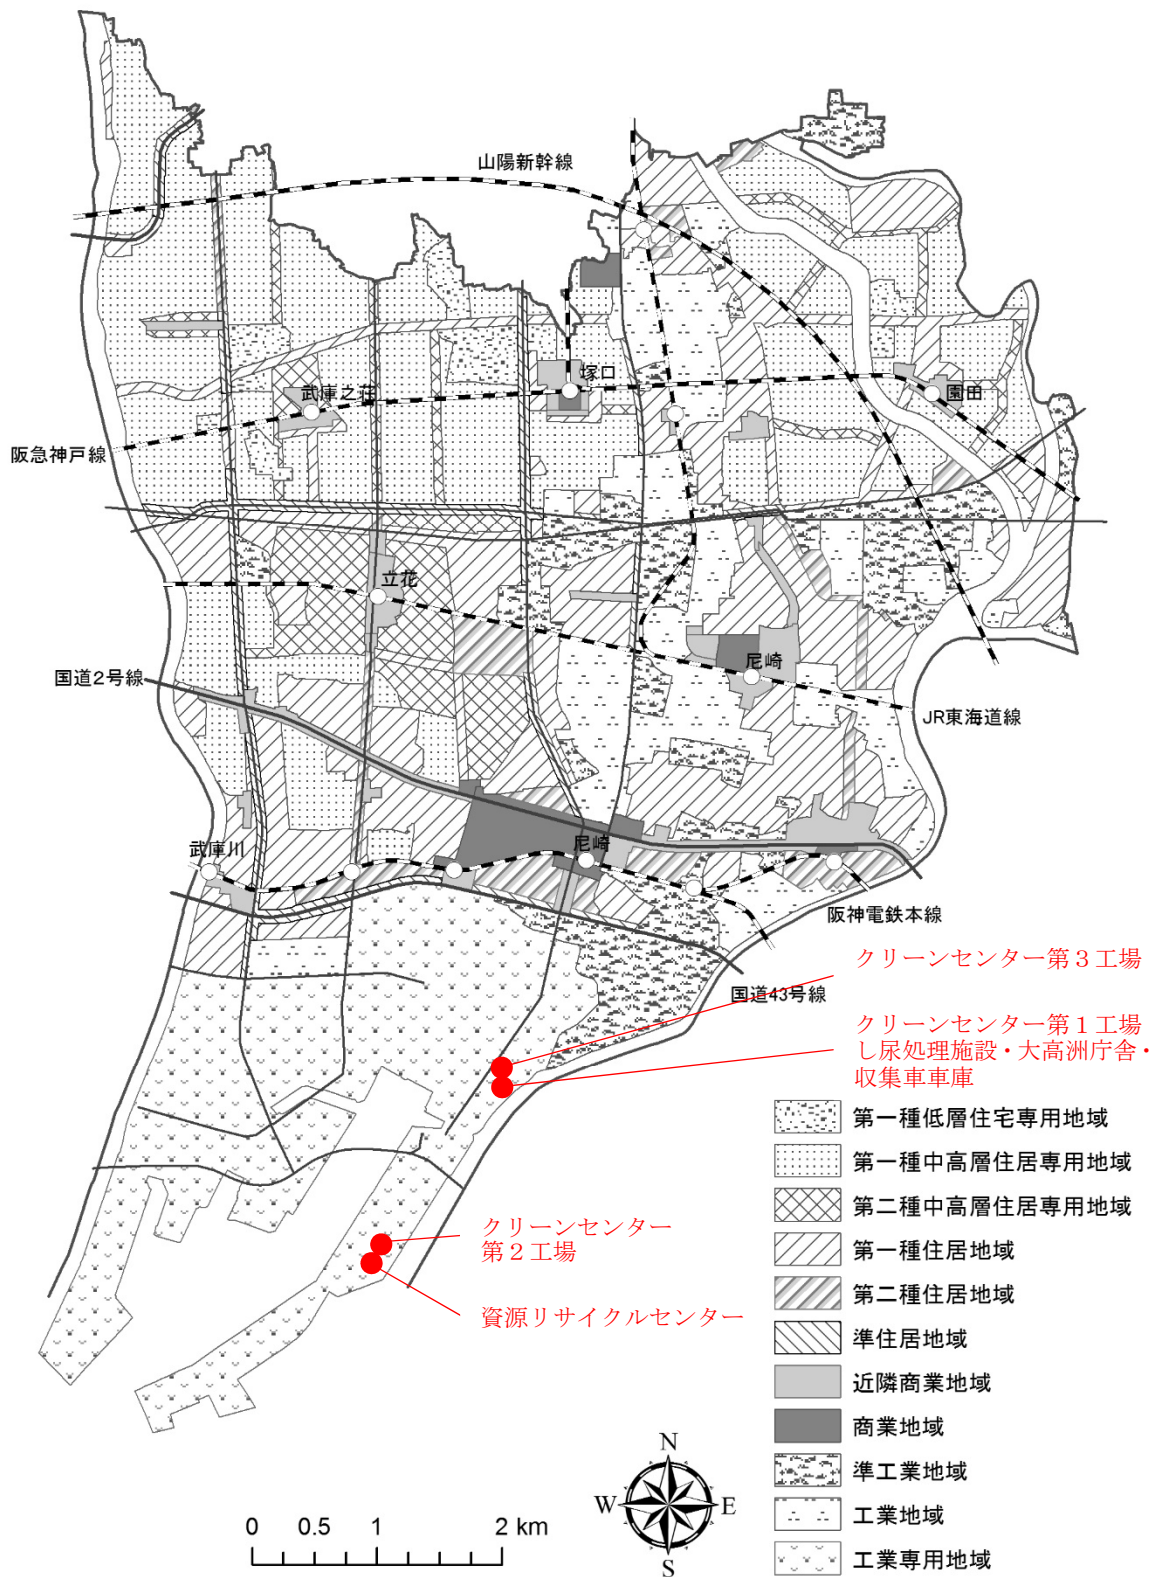 山陽新幹線
塚口
武庫之荘
園田
阪急神戸線
立花
尼崎
国道2号線
JR東海道線
武庫川
尼崎
阪神電鉄本線
クリーンセンター第3工場
国道43号線
クリーンセンター第1工場
し尿処理施設・大高洲庁舎・
収集車車庫
第一種低層住宅専用地域
第一種中高層住居専用地域
第二種中高層住居専用地域
クリーンセンター
第2工場
第一種住居地域
第二種住居地域
資源リサイクルセンター
準住居地域
近隣商業地域
商業地域
準工業地域
工業地域
工業専用地域
N
W E
S
0 0.5 1 2 km